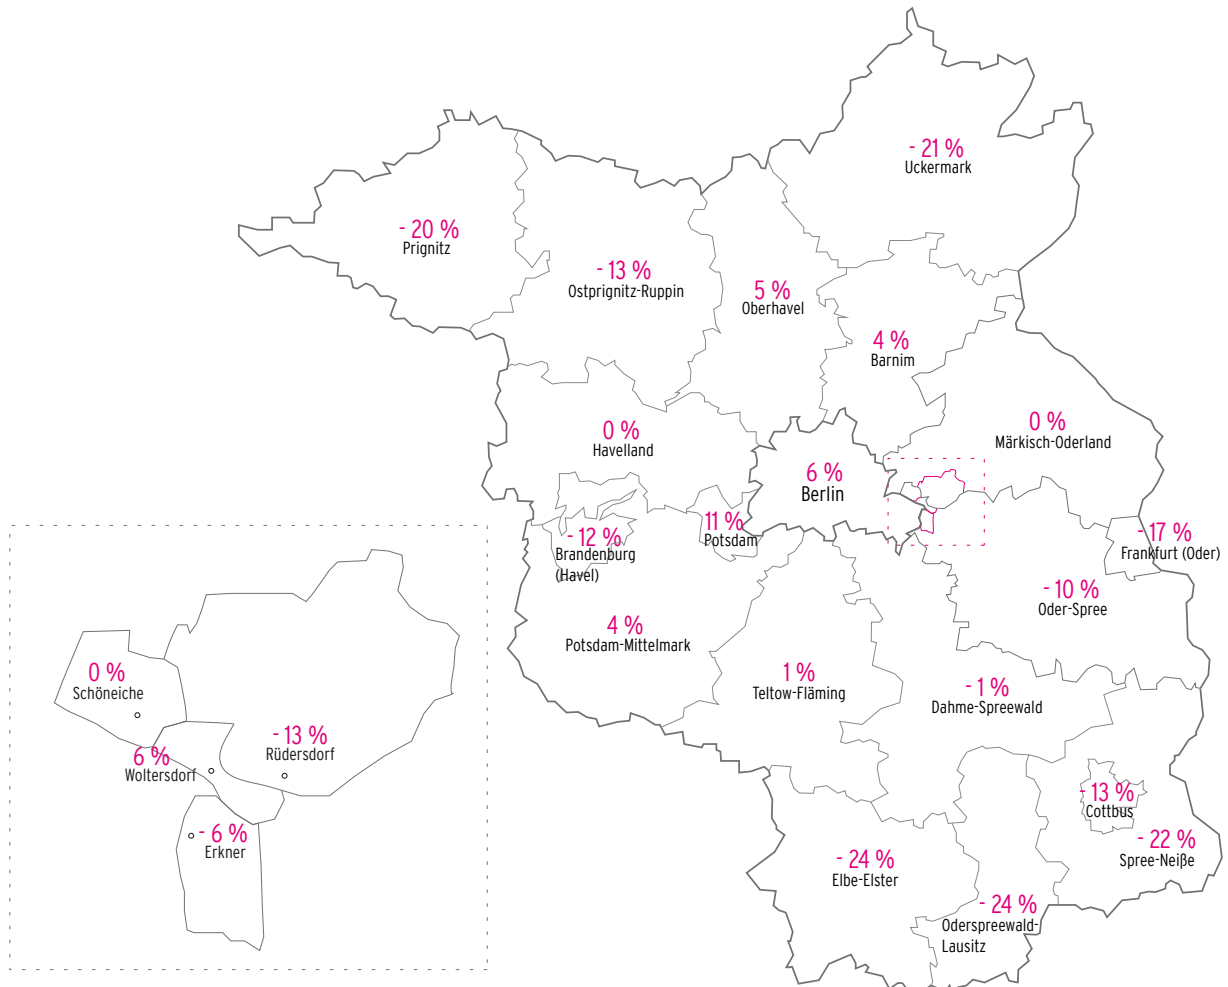 - 21 %
Uckermark
- 20 %
Prignitz
- 13 %
Ostprignitz-Ruppin
5 %
Oberhavel
4 %
Barnim
0 %
Havelland
0 %
Märkisch-Oderland
6 %
Berlin
- 12 %
Brandenburg
(Havel)
11 %
Potsdam
- 17 %
Frankfurt (Oder)
- 10 %
Oder-Spree
4 %
Potsdam-Mittelmark
1 %
Teltow-Fläming
- 1 %
Dahme-Spreewald
- 13 %
Cottbus
- 22 %
Spree-Neiße
- 24 %
Elbe-Elster
- 24 %
Oderspreewald-
Lausitz
0 %
Schöneiche
6 %
Woltersdorf
- 13 %
Rüdersdorf
- 6 %
Erkner